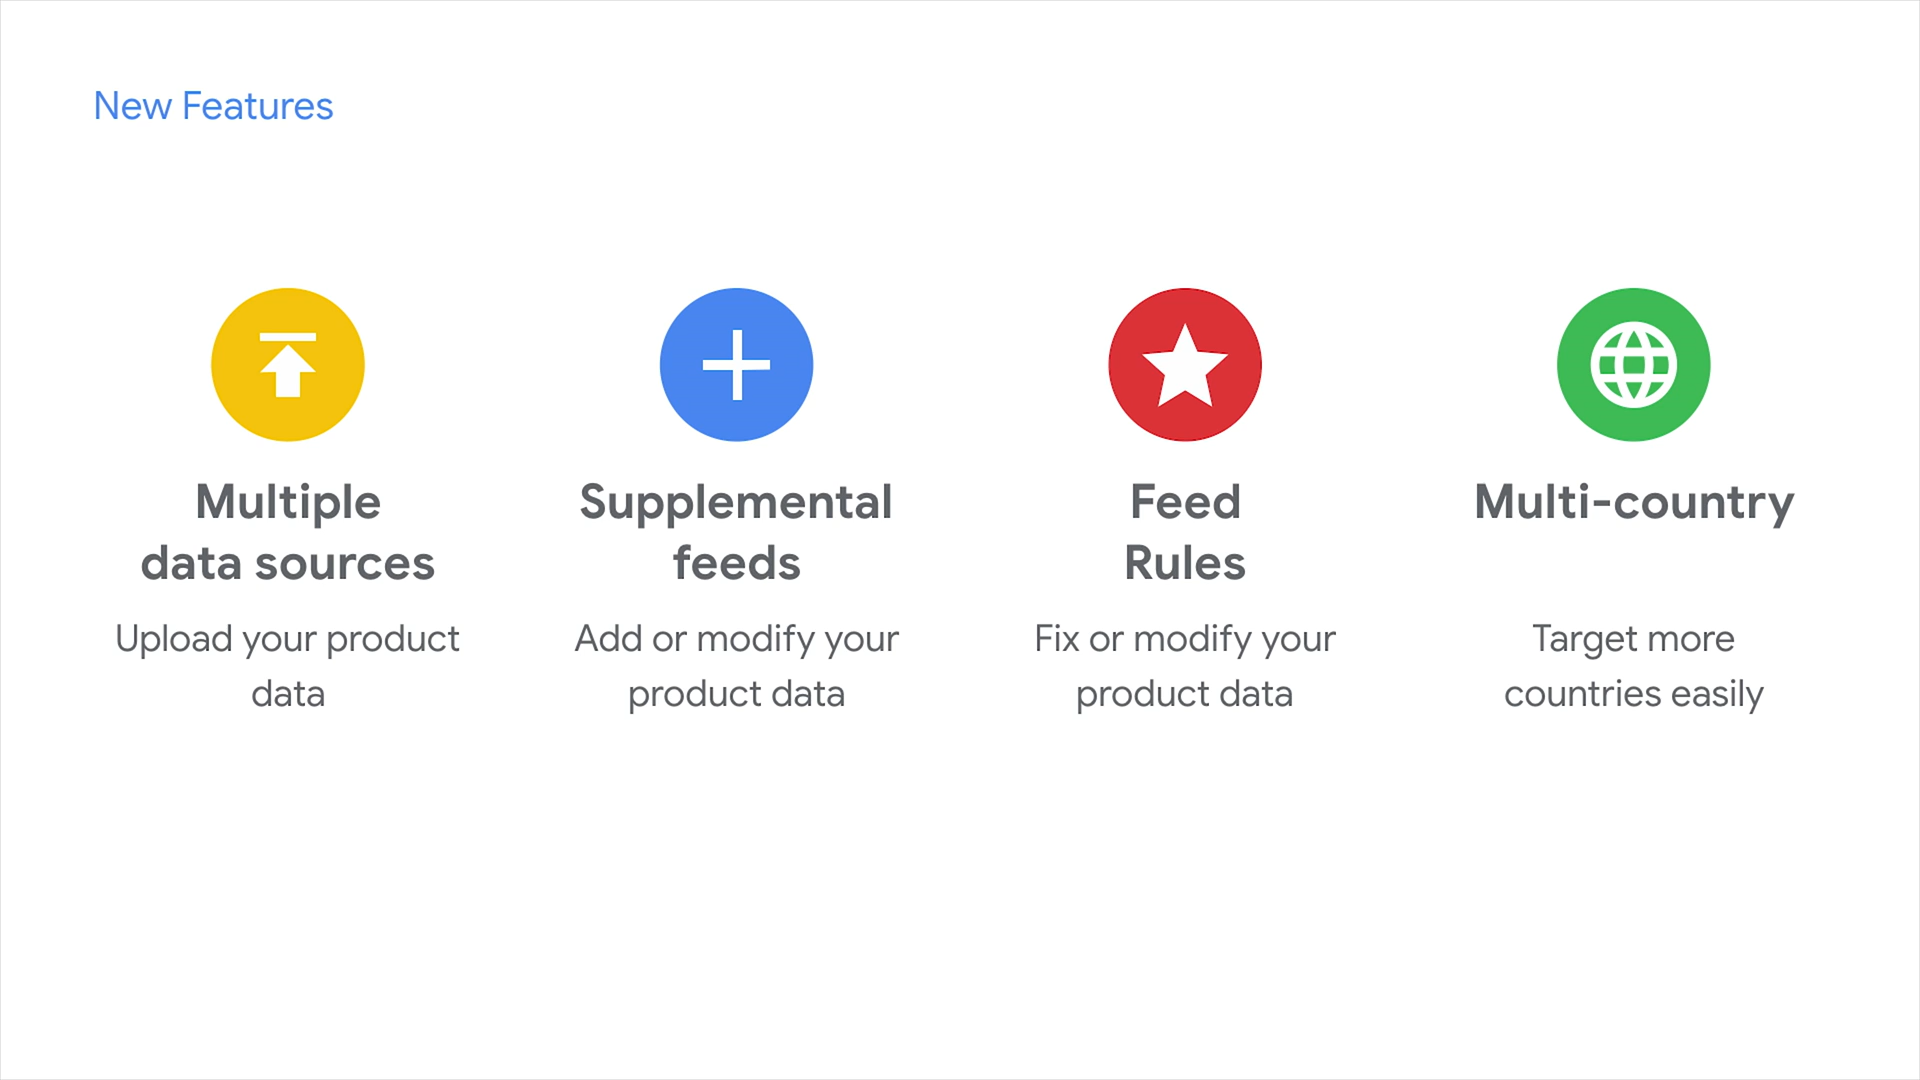 New Features
Multiple
data sources
Upload your product
data
Supplemental
feeds
Add or modify your
product data
Feed
Rules
Fix or modify your
product data
Multi-country
Target more
countries easily